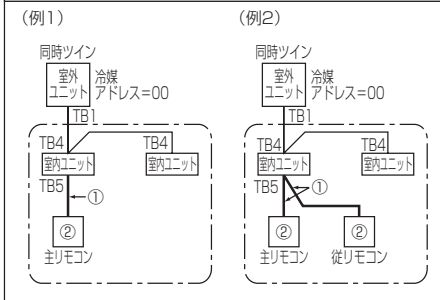 (例1)
同時ツイン
室外
ユニット
冷媒
アドレス=00
TB1
TB4
TB4
室内ユニット
室内ユニット
TB5
①
②
主リモコン
(例2)
同時ツイン
室外
ユニット
冷媒
アドレス=00
TB1
TB4
TB4
室内ユニット
室内ユニット
TB5
①
②
②
主リモコン
従リモコン